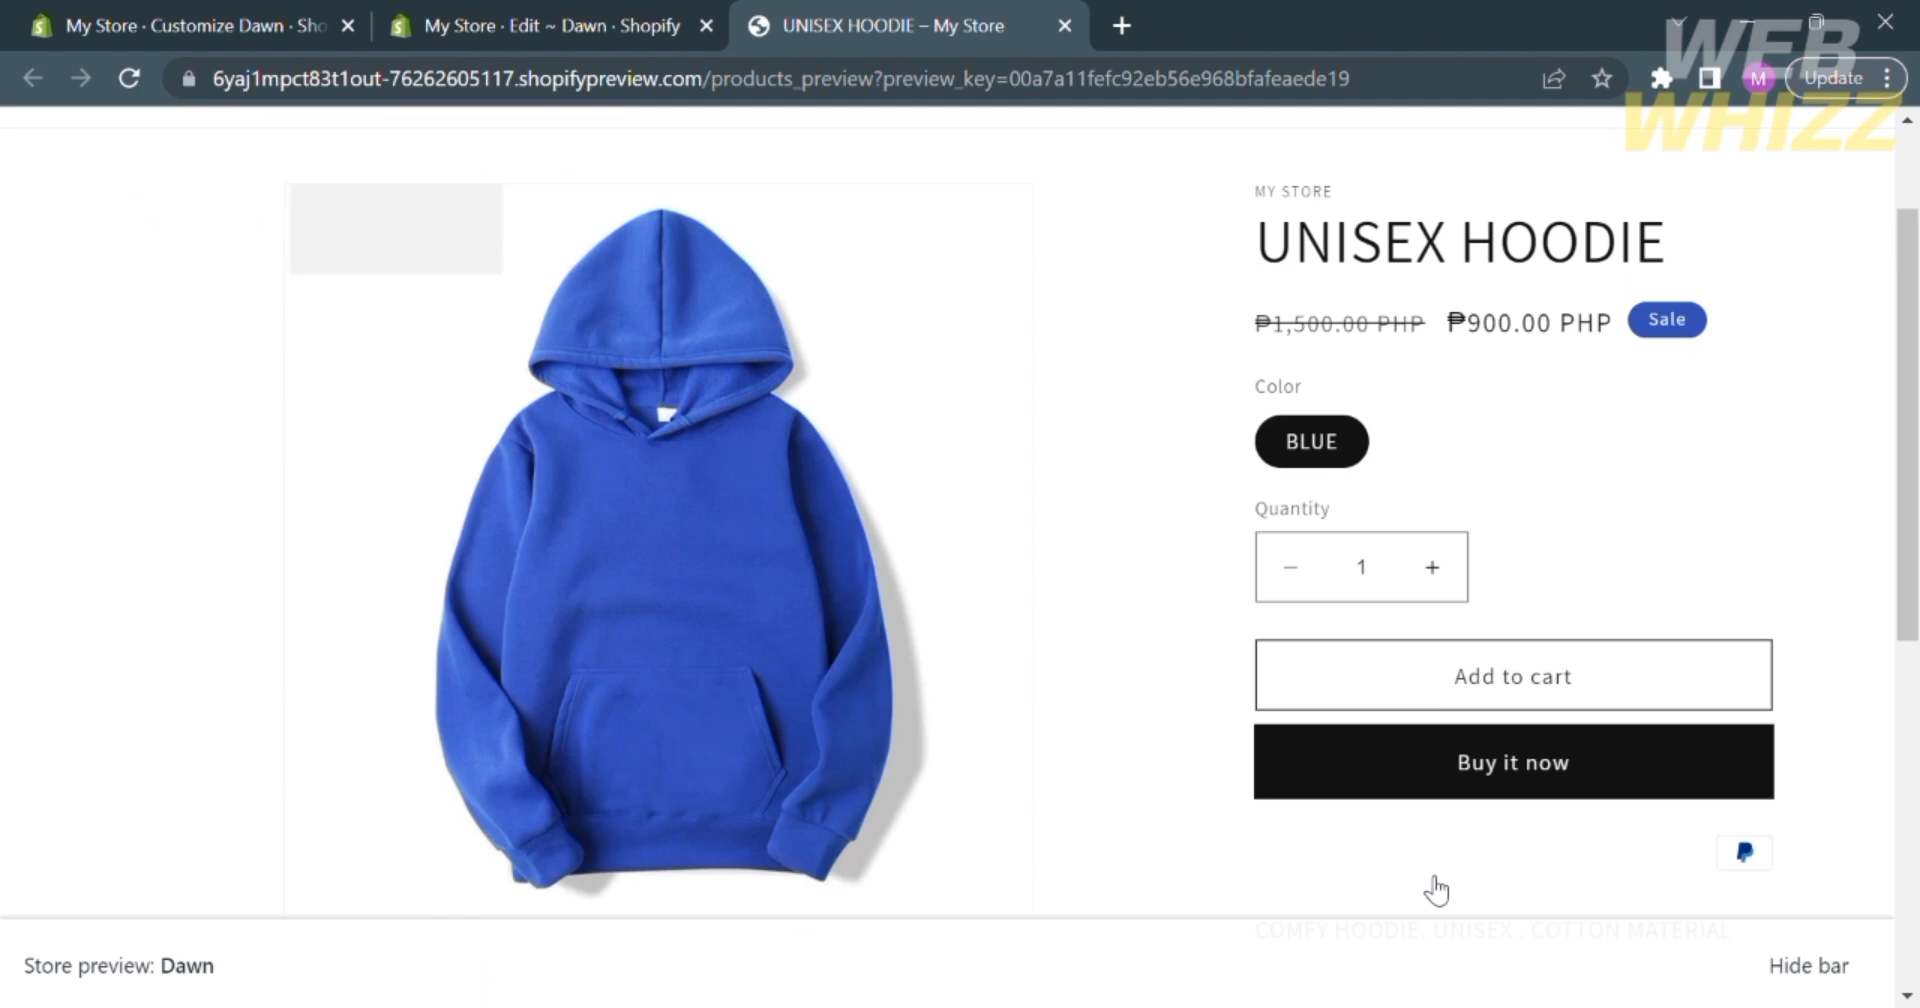 My Store · Customize Dawn · Sho
My Store · Edit ~ Dawn · Shopify
UNISEX HOODIE – My Store
6yaj1mpct83t1out-76262605117.shopifypreview.com/products_preview?preview_key=00a7a11fefc92eb56e968bfafeaede19
M
Update
WEB
WHIZZ
MY STORE
UNISEX HOODIE
₱1,500.00 PHP ₱900.00 PHP Sale
Color
BLUE
Quantity
− 1 +
Add to cart
Buy it now
COMFY HOODIE. UNISEX . COTTON MATERIAL
Store preview: Dawn
Hide bar